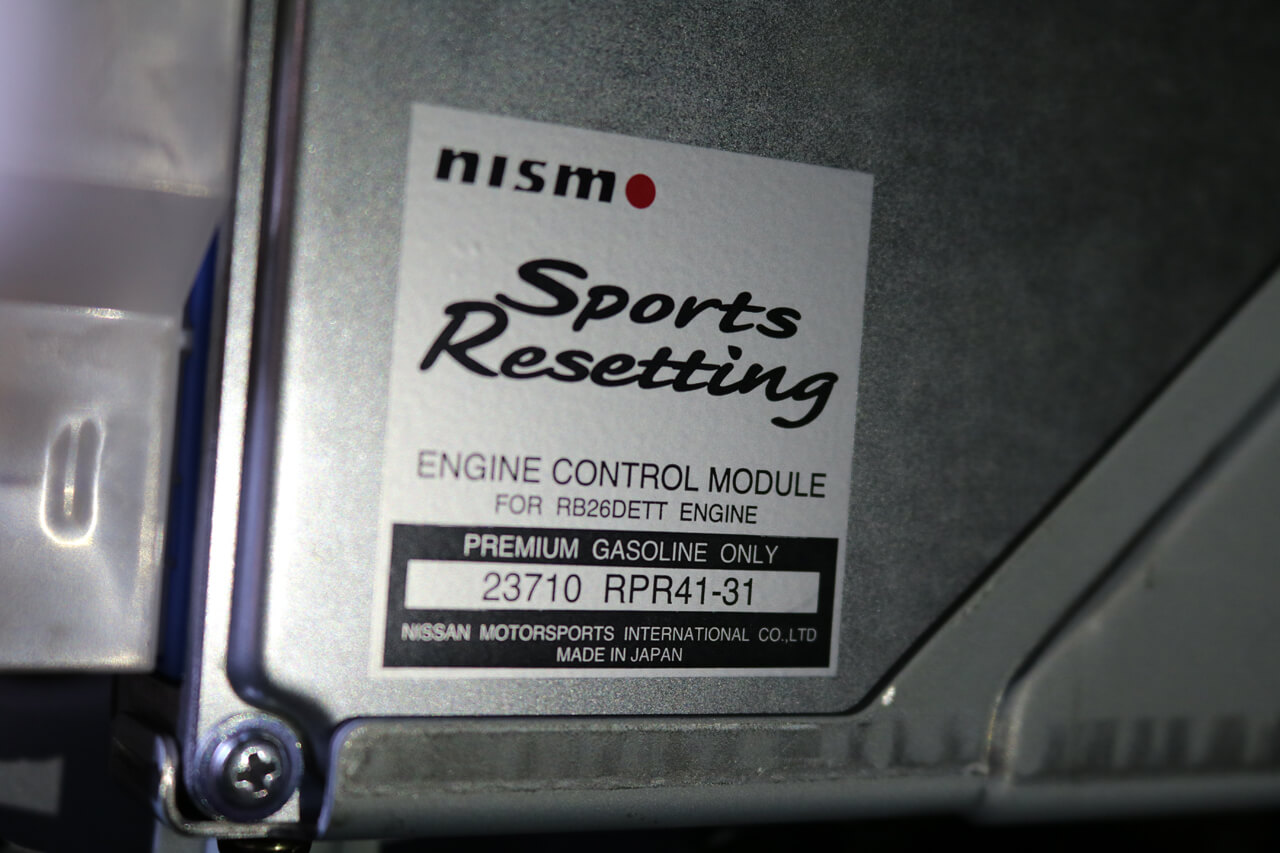 nismo
Sports
Resetting
ENGINE CONTROL MODULE
FOR RB26DETT ENGINE
PREMIUM GASOLINE ONLY
23710 RPR41-31
NISSAN MOTORSPORTS INTERNATIONAL CO.,LTD
MADE IN JAPAN